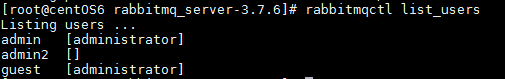 [root@centOS6 rabbitmq_server-3.7.6]# rabbitmqctl list_users
Listing users ...
admin   [administrator]
admin2  []
guest   [administrator]